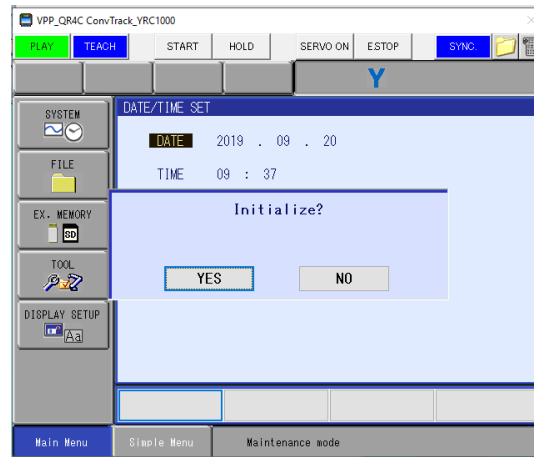 VPP_QR4C ConvTrack_YRC1000
PLAY TEACH START HOLD SERVO ON E.STOP SYNC.
Y
SYSTEM
DATE/TIME SET
DATE 2019 . 09 . 20
FILE
TIME 09 : 37
EX. MEMORY
SD
Initialize?
TOOL
YES NO
DISPLAY SETUP
Aa
Main Menu Simple Menu Maintenance mode